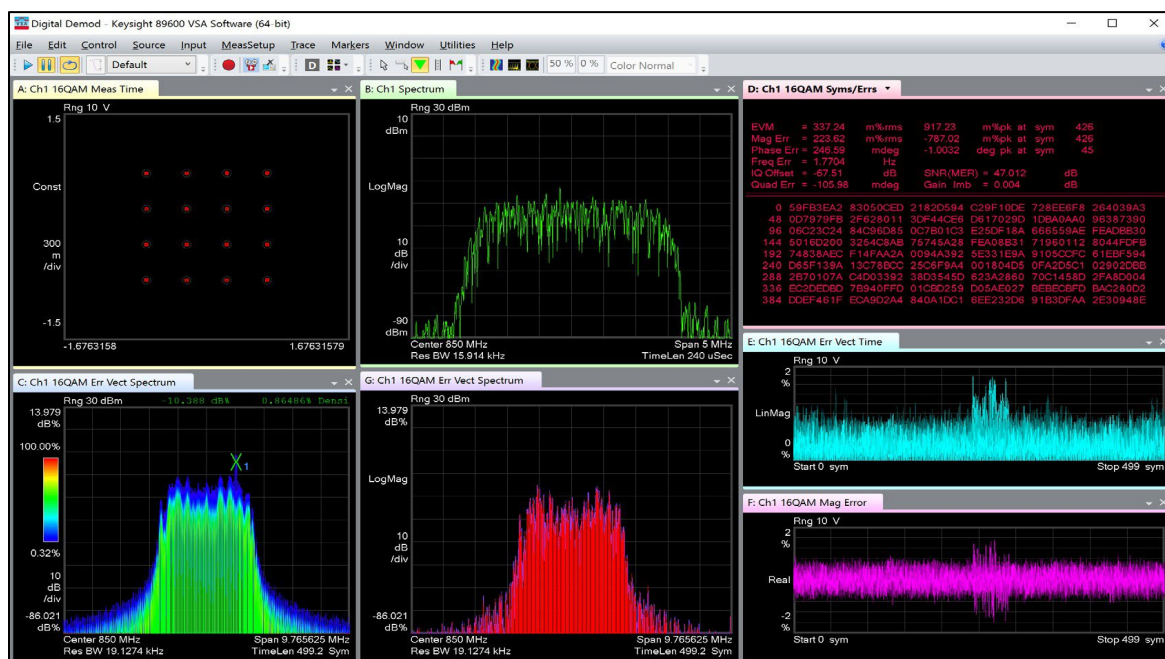 Digital Demod - Keysight 89600 VSA Software (64-bit)
File Edit Control Source Input MeasSetup Trace Markers Window Utilities Help
Default 50 % 0 % Color Normal
A: Ch1 16QAM Meas Time
Rng 10 V
1.5
Const
300
m
/div
-1.5
-1.6763158 1.67631579
B: Ch1 Spectrum
Rng 30 dBm
10
dBm
LogMag
10
dB
/div
-90
dBm
Center 850 MHz Span 5 MHz
Res BW 15.914 kHz TimeLen 240 uSec
D: Ch1 16QAM Syms/Errs
EVM = 337.24 m%rms 917.23 m%pk at sym 426
Mag Err = 223.62 m%rms -787.02 m%pk at sym 426
Phase Err = 246.59 mdeg -1.0032 deg pk at sym 45
Freq Err = 1.7704 Hz
IQ Offset = -67.51 dB SNR(MER) = 47.012 dB
Quad Err = -105.98 mdeg Gain Imb = 0.004 dB
0 59FB3EA2 83050CED 2182D594 C29F10DE 728EE6F8 264039A3
48 0D7979FB 2F628011 3DF44CE6 D617029D 1DBA0AA0 96387390
96 06C23C24 84C96D85 0C7B01C3 E25DF18A 666559AE FEADBB30
144 5016D200 3254C8AB 75745A28 FEA08B31 71960112 8044FDFB
192 74838AEC F14FAA2A 0094A392 5E331E9A 9105CCFC 61EBF594
240 D65F139A 13C78BCC 25C6F9A4 001804D5 0FA2D5C1 02902DBB
288 2B70107A C4D03392 38D3545D 623A2860 70C1458D 2FA8D004
336 EC2DEDBD 7B940FFD 01CBD259 D05AE027 BEBECBFD BAC280D2
384 DDEF461F ECA9D2A4 840A1DC1 6EE232D6 91B3DFAA 2E30948E
C: Ch1 16QAM Err Vect Spectrum
Rng 30 dBm -10.388 dB% 0.86486% Densi
13.979
dB%
100.00%
1
0.32%
10
dB
/div
-86.021
dB%
Center 850 MHz Span 9.765625 MHz
Res BW 19.1274 kHz TimeLen 499.2 Sym
G: Ch1 16QAM Err Vect Spectrum
Rng 30 dBm
13.979
dB%
LogMag
10
dB
/div
-86.021
dB%
Center 850 MHz Span 9.765625 MHz
Res BW 19.1274 kHz TimeLen 499.2 Sym
E: Ch1 16QAM Err Vect Time
Rng 10 V
2
%
LinMag
0
%
Start 0 sym Stop 499 sym
F: Ch1 16QAM Mag Error
Rng 10 V
2
%
Real
-2
%
Start 0 sym Stop 499 sym